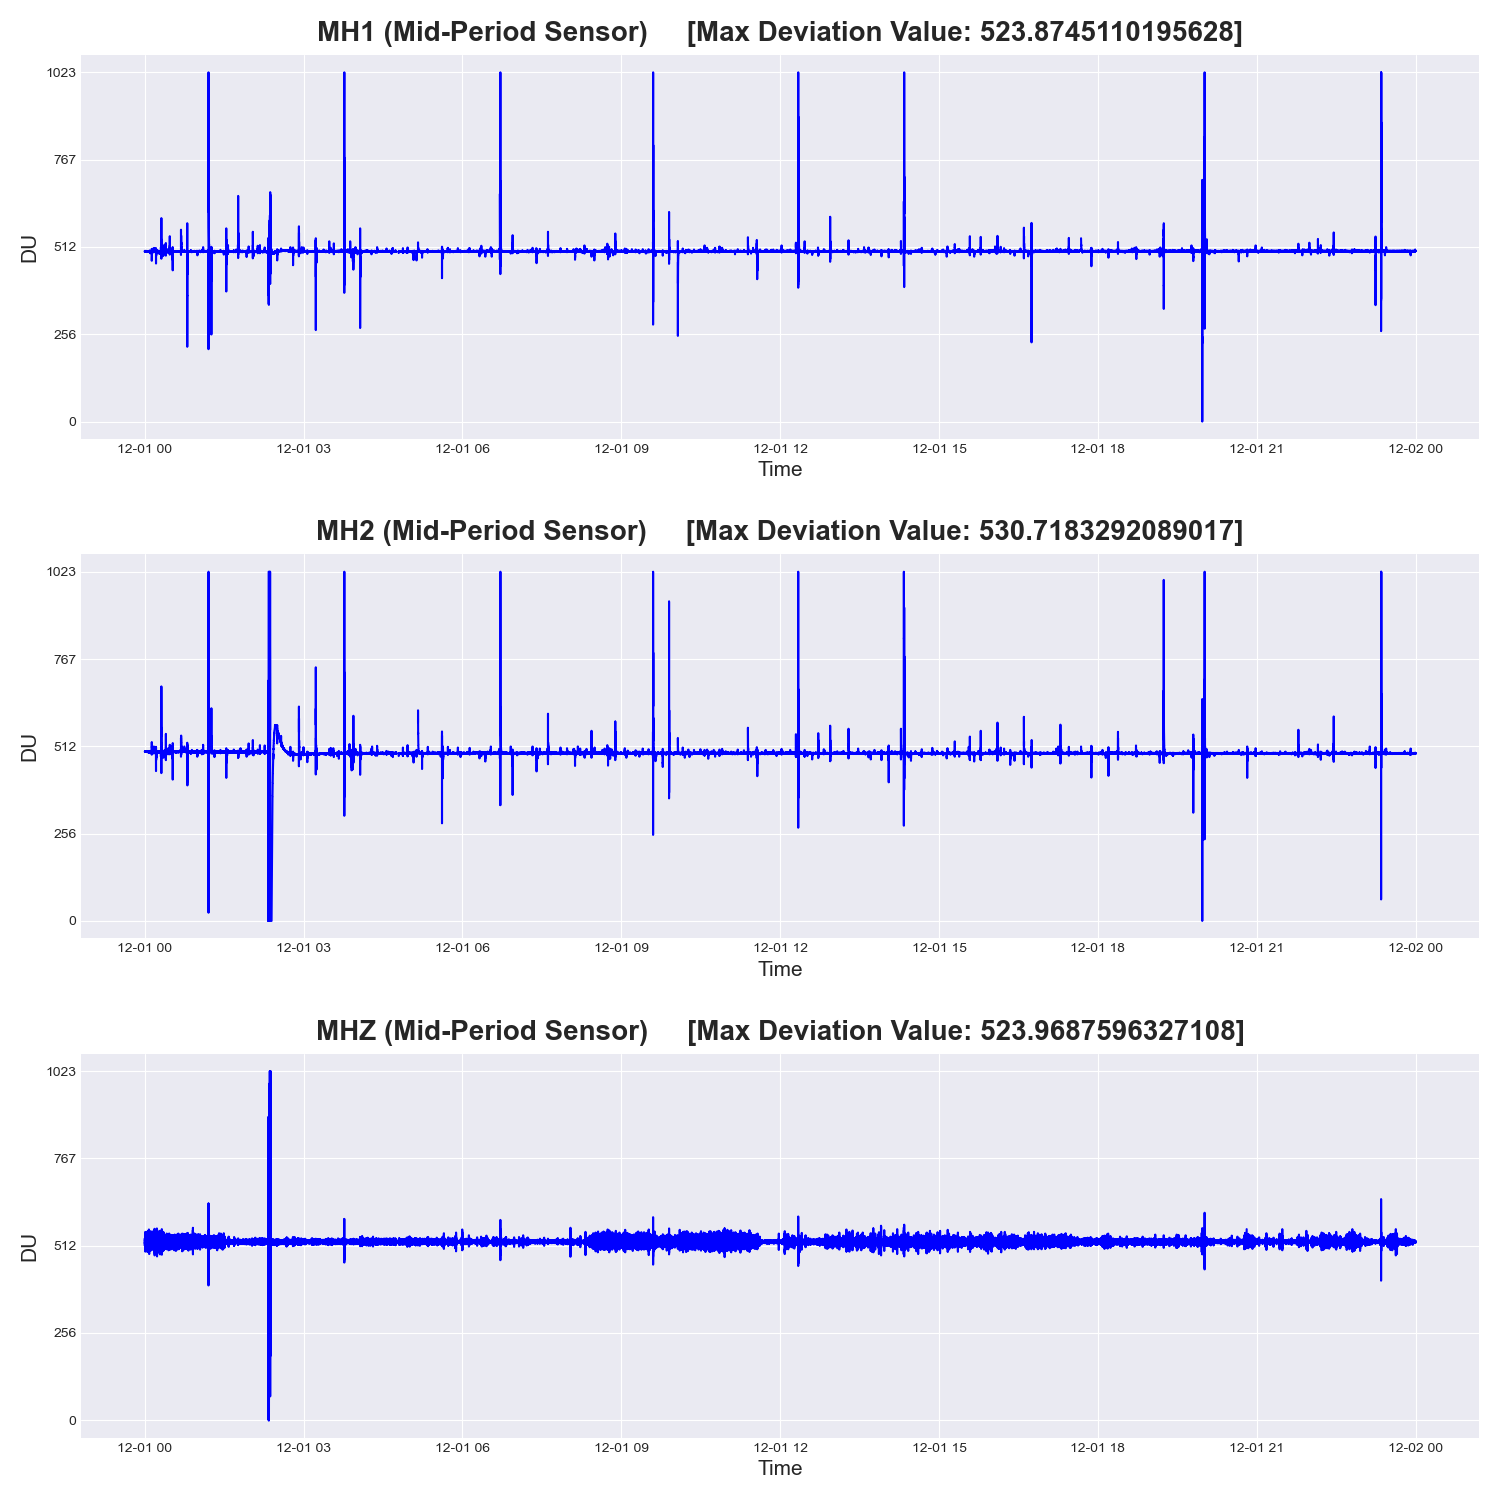 MH1 (Mid-Period Sensor) [Max Deviation Value: 523.8745110195628]
1023
767
512
256
0
DU
12-01 00 12-01 03 12-01 06 12-01 09 12-01 12 12-01 15 12-01 18 12-01 21 12-02 00
Time
MH2 (Mid-Period Sensor) [Max Deviation Value: 530.7183292089017]
1023
767
512
256
0
DU
12-01 00 12-01 03 12-01 06 12-01 09 12-01 12 12-01 15 12-01 18 12-01 21 12-02 00
Time
MHZ (Mid-Period Sensor) [Max Deviation Value: 523.9687596327108]
1023
767
512
256
0
DU
12-01 00 12-01 03 12-01 06 12-01 09 12-01 12 12-01 15 12-01 18 12-01 21 12-02 00
Time